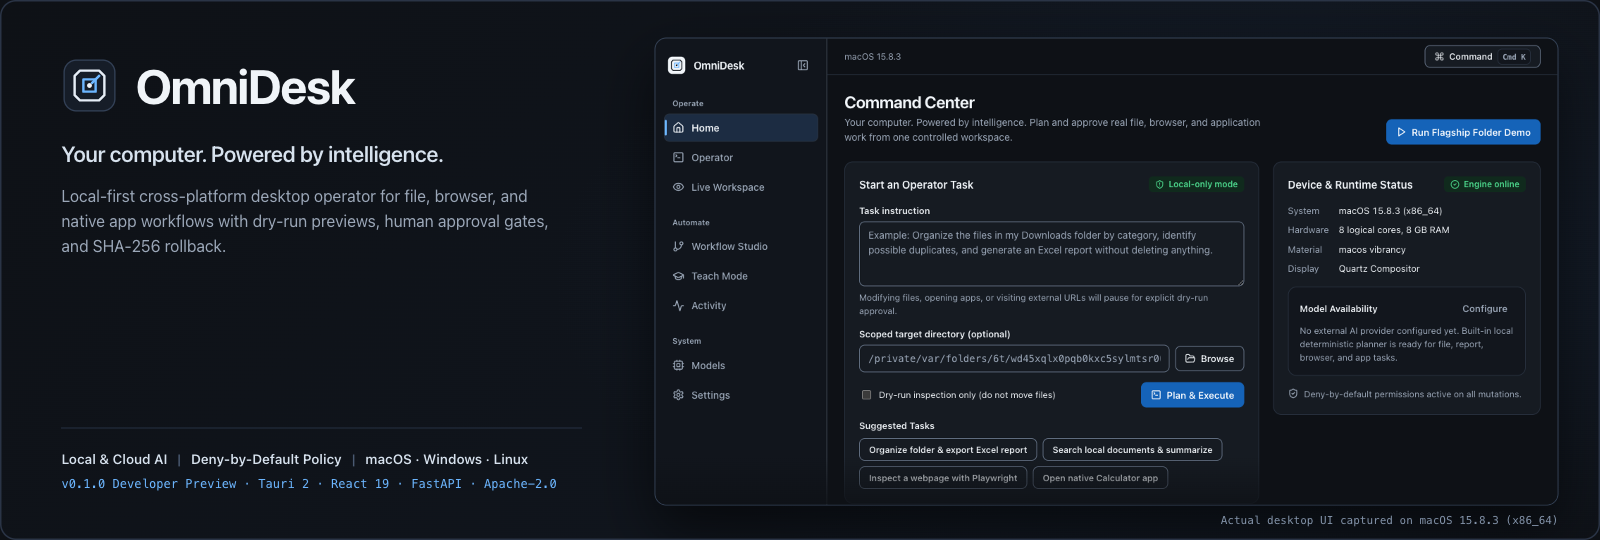 OmniDesk
Your computer. Powered by intelligence.
Local-first cross-platform desktop operator for file, browser, and
native app workflows with dry-run previews, human approval gates,
and SHA-256 rollback.
Local & Cloud AI | Deny-by-Default Policy | macOS · Windows · Linux
v0.1.0 Developer Preview · Tauri 2 · React 19 · FastAPI · Apache-2.0
OmniDesk
Operate
Home
Operator
Live Workspace
Automate
Workflow Studio
Teach Mode
Activity
System
Models
Settings
macOS 15.8.3
⌘ Command Cmd K
Command Center
Your computer. Powered by intelligence. Plan and approve real file, browser, and application
work from one controlled workspace.
Run Flagship Folder Demo
Start an Operator Task
Local-only mode
Task instruction
Example: Organize the files in my Downloads folder by category, identify
possible duplicates, and generate an Excel report without deleting anything.
Modifying files, opening apps, or visiting external URLs will pause for explicit dry-run
approval.
Scoped target directory (optional)
/private/var/folders/6t/wd45xqlx0pqb0kxc5sylmtsr0
Browse
Dry-run inspection only (do not move files)
Plan & Execute
Suggested Tasks
Organize folder & export Excel report
Search local documents & summarize
Inspect a webpage with Playwright
Open native Calculator app
Device & Runtime Status
Engine online
System macOS 15.8.3 (x86_64)
Hardware 8 logical cores, 8 GB RAM
Material macos vibrancy
Display Quartz Compositor
Model Availability
Configure
No external AI provider configured yet. Built-in local
deterministic planner is ready for file, report,
browser, and app tasks.
Deny-by-default permissions active on all mutations.
Actual desktop UI captured on macOS 15.8.3 (x86_64)